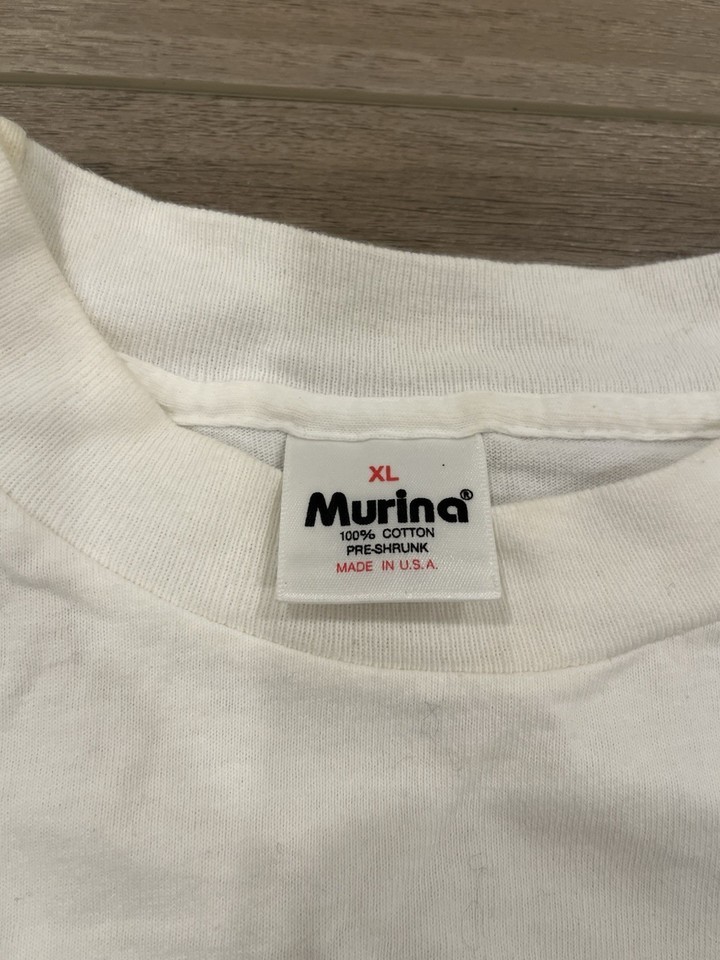 XL
Murina®
100% COTTON
PRE-SHRUNK
MADE IN U.S.A.